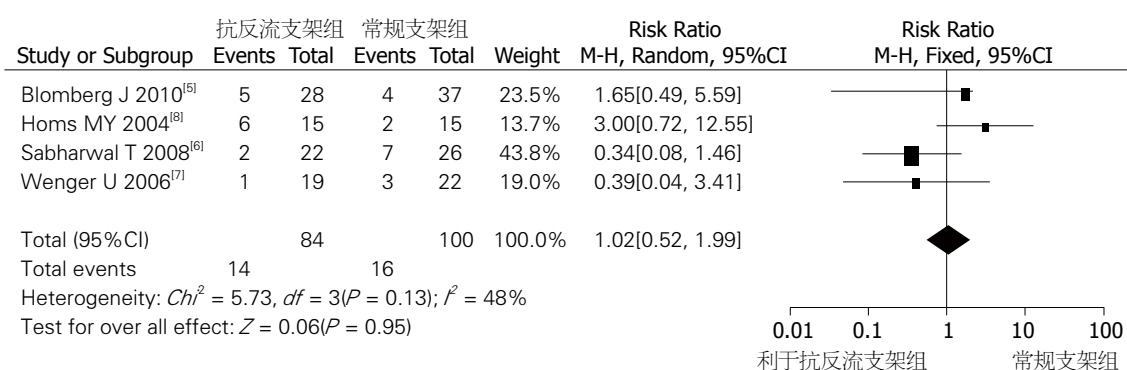 抗反流支架组 常规支架组 Risk Ratio Risk Ratio
Study or Subgroup Events Total Events Total Weight M-H, Random, 95%CI M-H, Fixed, 95%CI
Blomberg J 2010[5] 5 28 4 37 23.5% 1.65[0.49, 5.59]
Homs MY 2004[8] 6 15 2 15 13.7% 3.00[0.72, 12.55]
Sabharwal T 2008[6] 2 22 7 26 43.8% 0.34[0.08, 1.46]
Wenger U 2006[7] 1 19 3 22 19.0% 0.39[0.04, 3.41]
Total (95%CI) 84 100 100.0% 1.02[0.52, 1.99]
Total events 14 16
Heterogeneity: Chi² = 5.73, df = 3(P = 0.13); I² = 48%
Test for over all effect: Z = 0.06(P = 0.95)
0.01 0.1 1 10 100
利于抗反流支架组 常规支架组